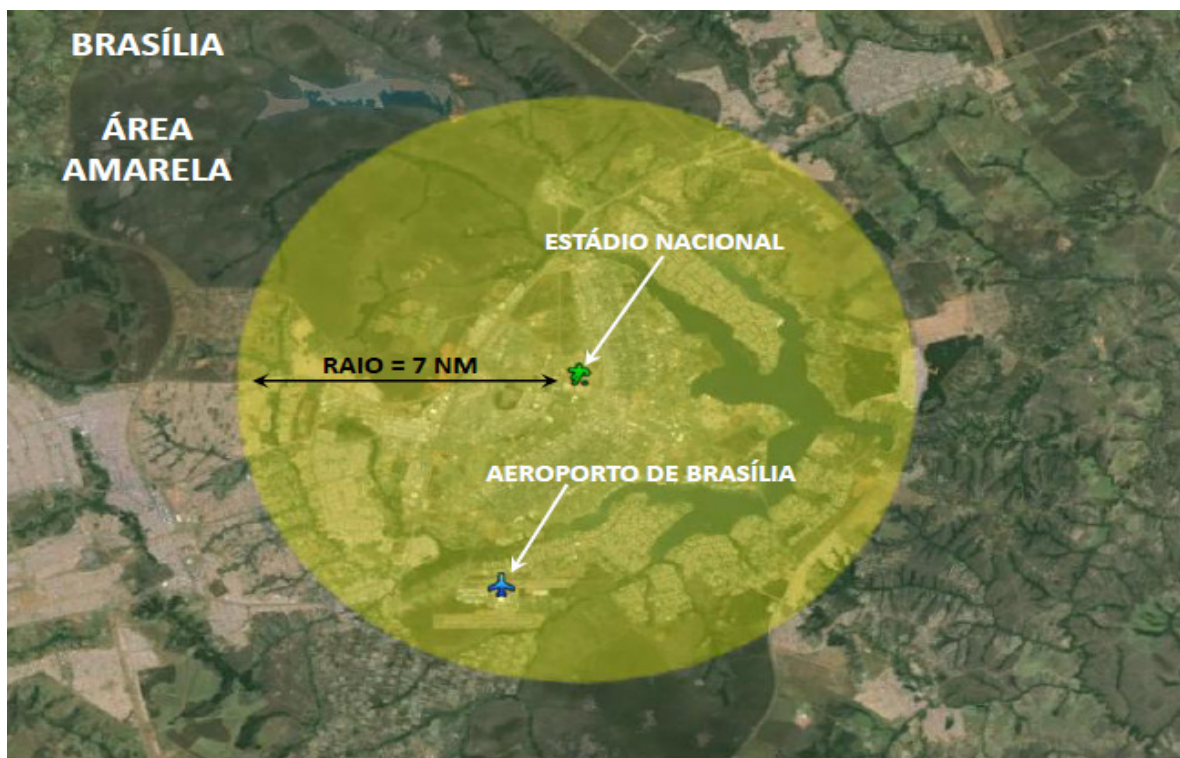 BRASÍLIA
ÁREA
AMARELA
ESTÁDIO NACIONAL
RAIO = 7 NM
AEROPORTO DE BRASÍLIA